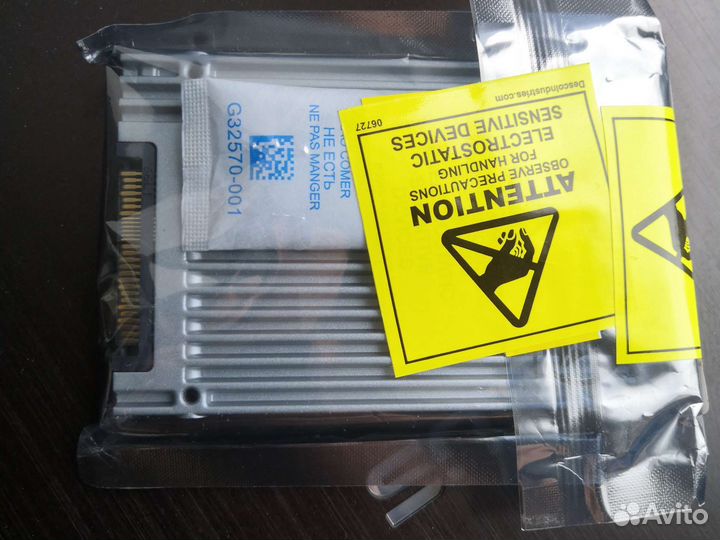 G32570-001
NO COMER
НЕ ЕСТЬ
NE PAS MANGER
06727
Descoindustries.com
ATTENTION
OBSERVE PRECAUTIONS
FOR HANDLING
ELECTROSTATIC
SENSITIVE DEVICES
Avito